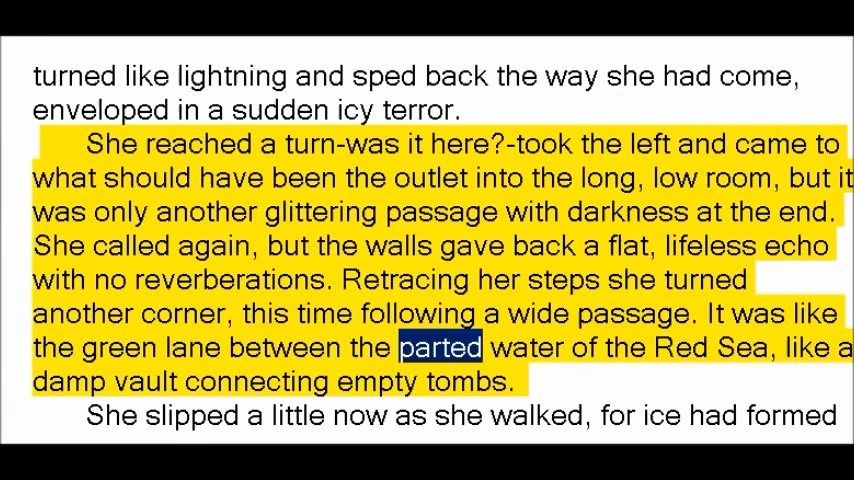 turned like lightning and sped back the way she had come,
enveloped in a sudden icy terror.
She reached a turn-was it here?-took the left and came to
what should have been the outlet into the long, low room, but it
was only another glittering passage with darkness at the end.
She called again, but the walls gave back a flat, lifeless echo
with no reverberations. Retracing her steps she turned
another corner, this time following a wide passage. It was like
the green lane between the parted water of the Red Sea, like a
damp vault connecting empty tombs.
She slipped a little now as she walked, for ice had formed